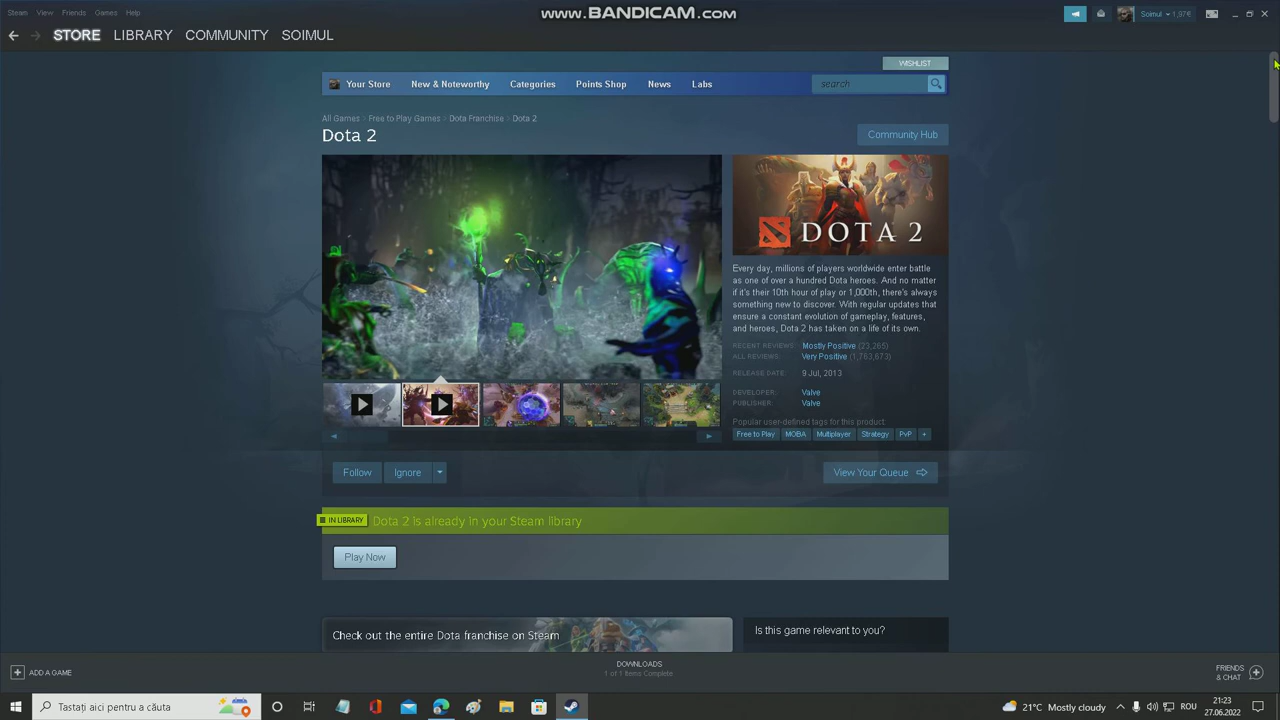 Steam View Friends Games Help
www.BANDICAM.com
Soimul 1,97€
STORE LIBRARY COMMUNITY SOIMUL
WISHLIST
Your Store New & Noteworthy Categories Points Shop News Labs search
All Games > Free to Play Games > Dota Franchise > Dota 2
Dota 2
Community Hub
DOTA 2
Every day, millions of players worldwide enter battle
as one of over a hundred Dota heroes. And no matter
if it's their 10th hour of play or 1,000th, there's always
something new to discover. With regular updates that
ensure a constant evolution of gameplay, features,
and heroes, Dota 2 has taken on a life of its own.
RECENT REVIEWS: Mostly Positive (23,265)
ALL REVIEWS: Very Positive (1,763,673)
RELEASE DATE: 9 Jul, 2013
DEVELOPER: Valve
PUBLISHER: Valve
Popular user-defined tags for this product:
Free to Play MOBA Multiplayer Strategy PvP +
Follow Ignore View Your Queue
IN LIBRARY Dota 2 is already in your Steam library
Play Now
Check out the entire Dota franchise on Steam
Is this game relevant to you?
ADD A GAME
DOWNLOADS
1 of 1 Items Complete
FRIENDS
& CHAT
Tastați aici pentru a căuta
21°C Mostly cloudy
ROU
21:23
27.06.2022